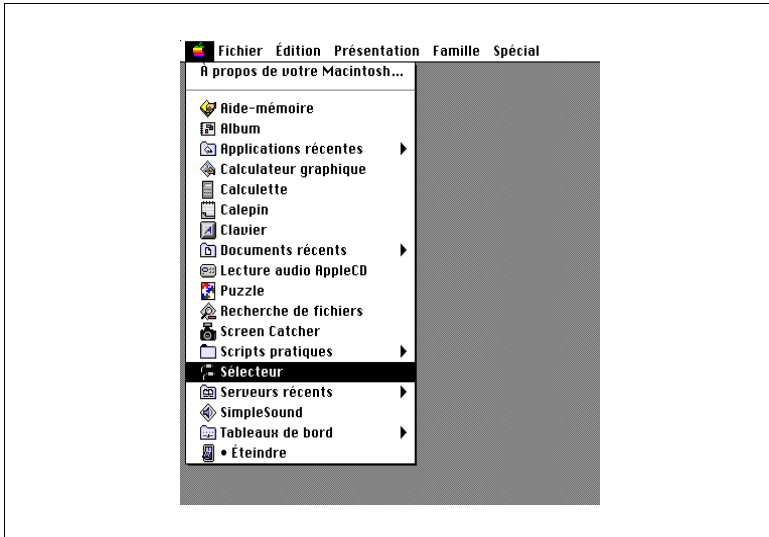 Fichier Édition Présentation Famille Spécial
À propos de votre Macintosh...
Aide-mémoire
Album
Applications récentes
Calculateur graphique
Calculette
Calepin
Clavier
Documents récents
Lecture audio AppleCD
Puzzle
Recherche de fichiers
Screen Catcher
Scripts pratiques
Sélecteur
Serveurs récents
SimpleSound
Tableaux de bord
• Éteindre